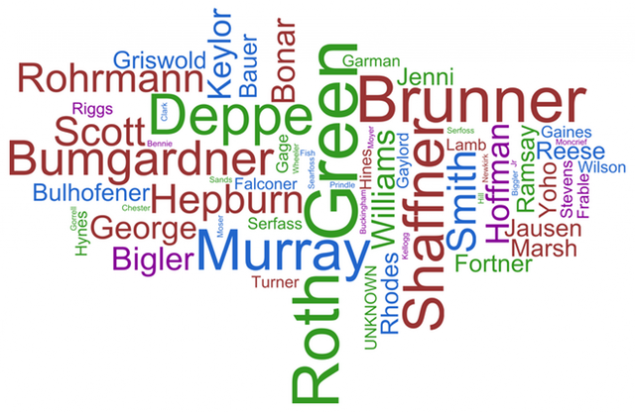 Griswold
Keylor
Bauer
Bonar
Garman
Jenni
Rohrmann
Riggs
Clark
Deppe
Green
Brunner
Scott
Bennie
Gage
Wheeler
Fish
Searfoss
Prindle
Hines
Moyer
Williams
Gaylord
Shaffner
Serfoss
Lamb
Smith
Newkirk
Hill
Hoffman
Bigler Jr
Ramsay
Gaines
Moncrief
Reese
Wilson
Yoho
Stevens
Frable
Bumgardner
Sands
Falconer
Bulhofener
Hepburn
Buckingham
Gorrell
Hynes
Chester
George
Moser
Serfass
Kellogg
Jausen
Marsh
Bigler
Murray
Fortner
Turner
Roth
UNKNOWN
Rhodes